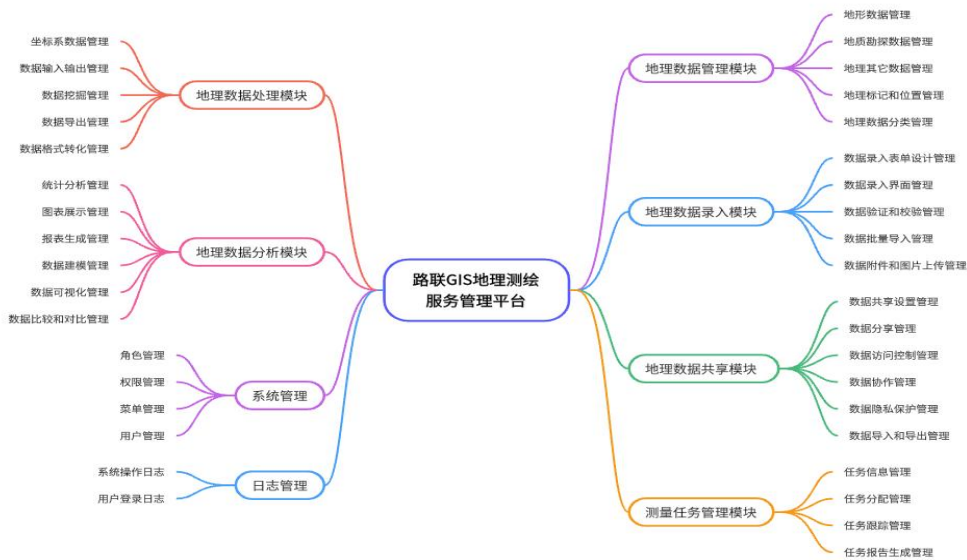 路联GIS地理测绘
服务管理平台
地理数据处理模块
坐标系数据管理
数据输入输出管理
数据挖掘管理
数据导出管理
数据格式转化管理
地理数据分析模块
统计分析管理
图表展示管理
报表生成管理
数据建模管理
数据可视化管理
数据比较和对比管理
系统管理
角色管理
权限管理
菜单管理
用户管理
日志管理
系统操作日志
用户登录日志
地理数据管理模块
地形数据管理
地质勘探数据管理
地理其它数据管理
地理标记和位置管理
地理数据分类管理
地理数据录入模块
数据录入表单设计管理
数据录入界面管理
数据验证和校验管理
数据批量导入管理
数据附件和图片上传管理
地理数据共享模块
数据共享设置管理
数据分享管理
数据访问控制管理
数据协作管理
数据隐私保护管理
数据导入和导出管理
测量任务管理模块
任务信息管理
任务分配管理
任务跟踪管理
任务报告生成管理